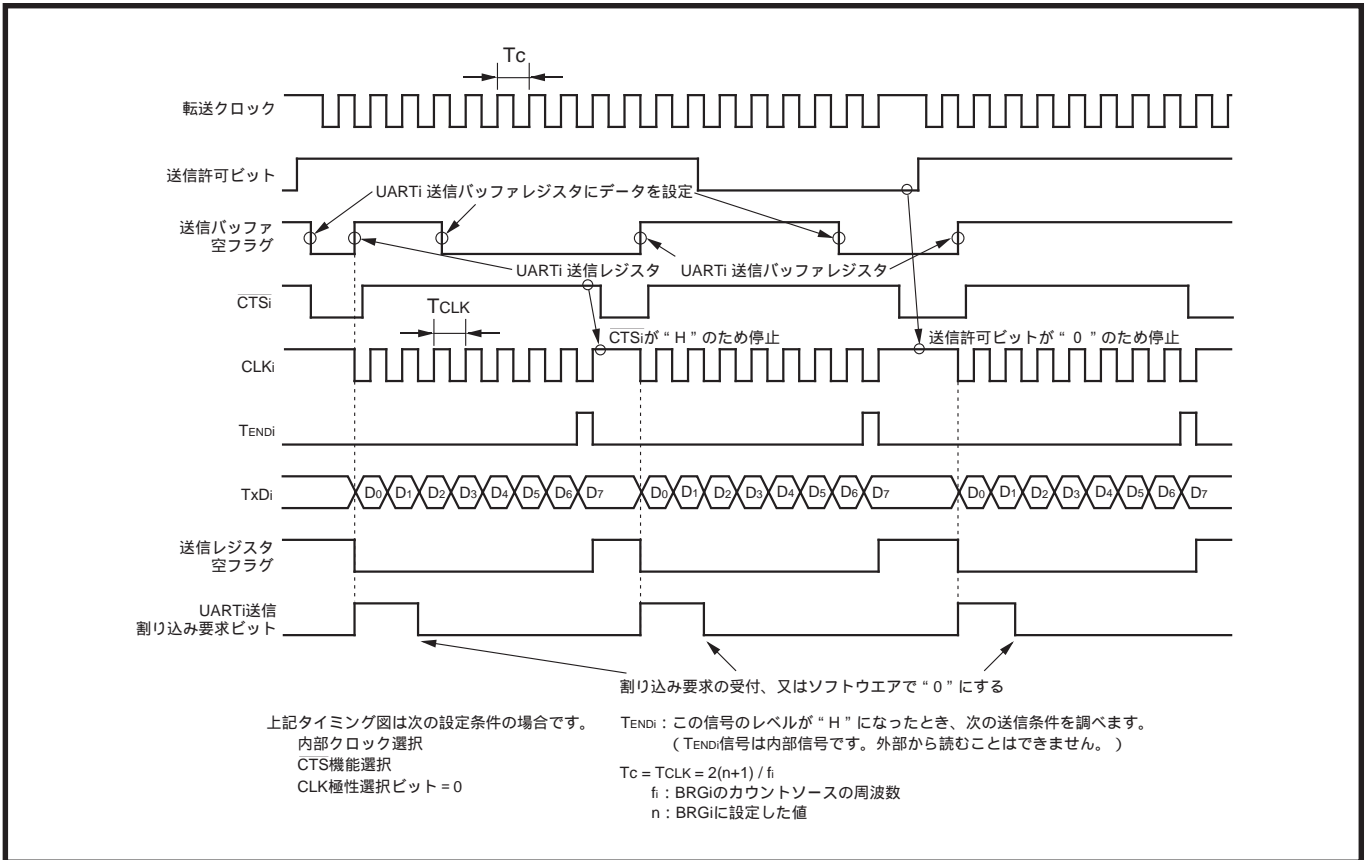 Tc
転送クロック
送信許可ビット
UARTi 送信バッファレジスタにデータを設定
送信バッファ
空フラグ
UARTi 送信レジスタ
UARTi 送信バッファレジスタ
CTSi
TCLK
CTSiが“H”のため停止
送信許可ビットが“0”のため停止
CLKi
TENDi
TxDi
D0 D1 D2 D3 D4 D5 D6 D7 D0 D1 D2 D3 D4 D5 D6 D7 D0 D1 D2 D3 D4 D5 D6 D7
送信レジスタ
空フラグ
UARTi送信
割り込み要求ビット
割り込み要求の受付、又はソフトウエアで“0”にする
上記タイミング図は次の設定条件の場合です。
内部クロック選択
CTS機能選択
CLK極性選択ビット = 0
TENDi : この信号のレベルが“H”になったとき、次の送信条件を調べます。
( TENDi信号は内部信号です。外部から読むことはできません。 )
Tc = TCLK = 2(n+1) / fi
fi : BRGiのカウントソースの周波数
n : BRGiに設定した値